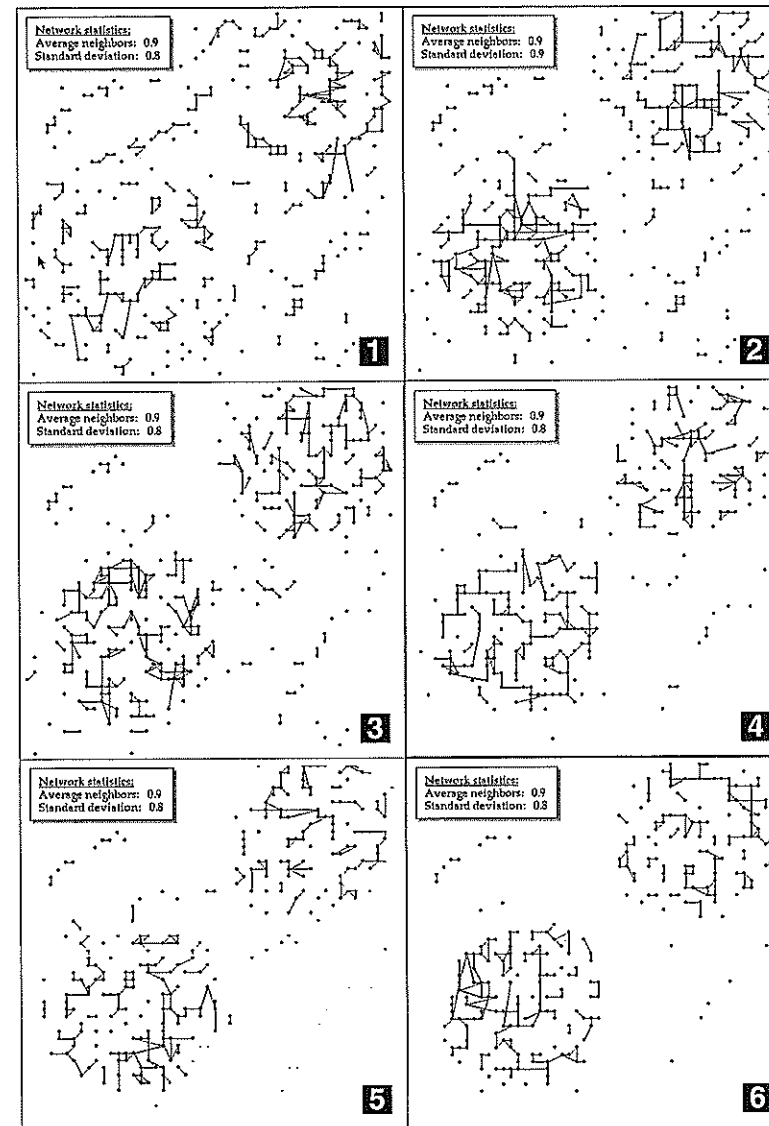 Network statistics:
Average neighbors: 0.9
Standard deviation: 0.8
1
Network statistics:
Average neighbors: 0.9
Standard deviation: 0.9
2
Network statistics:
Average neighbors: 0.9
Standard deviation: 0.8
3
Network statistics:
Average neighbors: 0.9
Standard deviation: 0.8
4
Network statistics:
Average neighbors: 0.9
Standard deviation: 0.8
5
Network statistics:
Average neighbors: 0.9
Standard deviation: 0.8
6